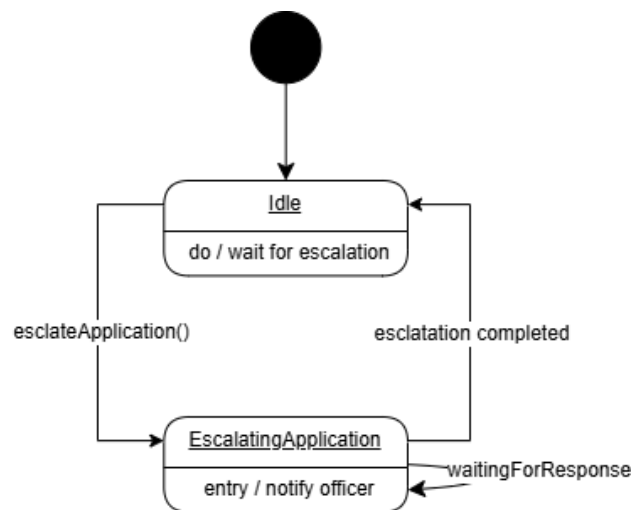 Idle
do / wait for escalation
esclateApplication()
esclatation completed
EscalatingApplication
waitingForResponse
entry / notify officer